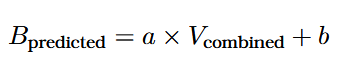 B_predicted = a × V_combined + b